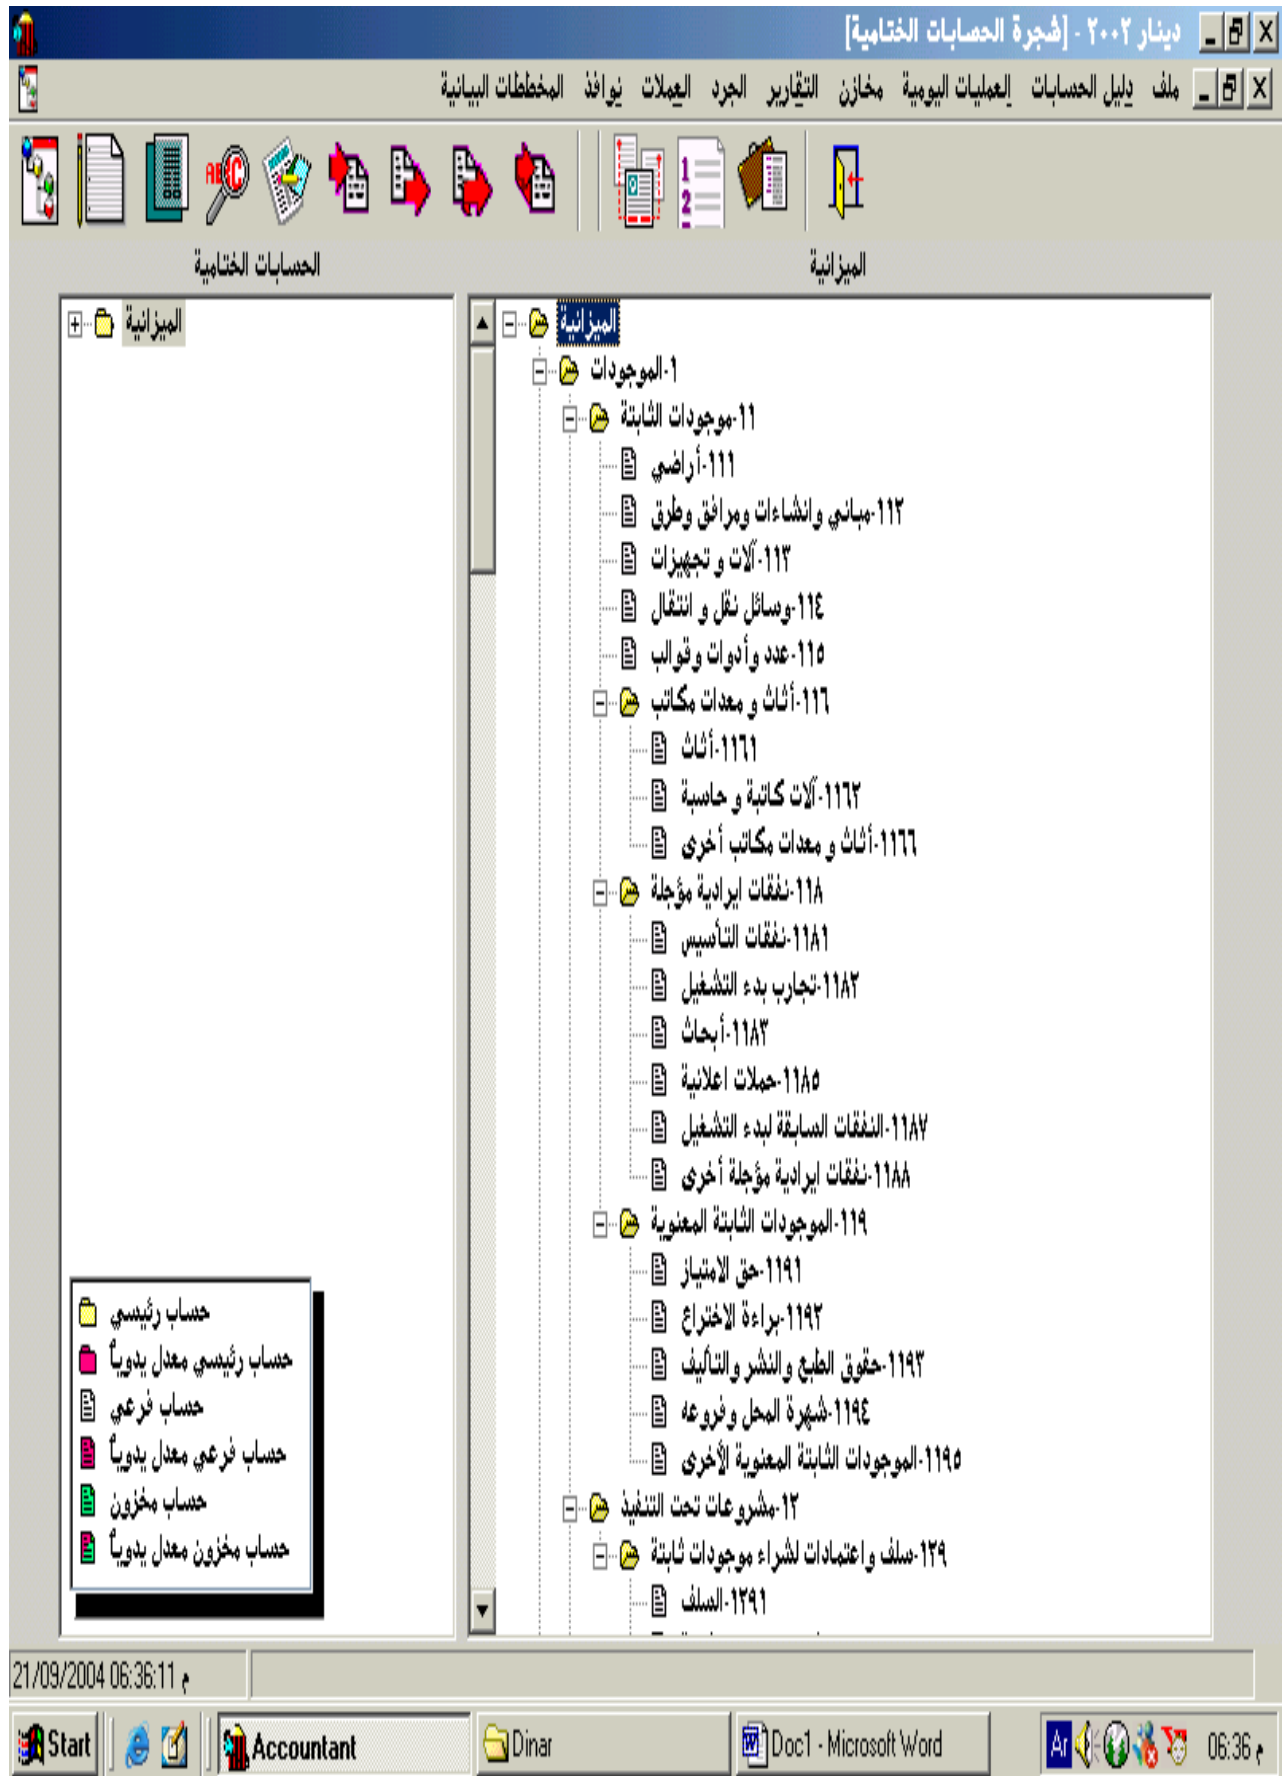 دينار ٢٠٠٢ - [شجرة الحسابات الختامية]
ملف دليل الحسابات العمليات اليومية مخازن التقارير الجرد العملات نوافذ المخططات البيانية
الميزانية
الحسابات الختامية
الميزانية
١-الموجودات
١١-موجودات الثابتة
١١١-أراضي
١١٢-مباني وانشاءات ومرافق وطرق
١١٣-آلات و تجهيزات
١١٤-وسائل نقل و انتقال
١١٥-عدد وأدوات وقوالب
١١٦-أثاث و معدات مكاتب
١١٦١-أثاث
١١٦٢-آلات كاتبة و حاسبة
١١٦٦-أثاث و معدات مكاتب أخرى
١١٨-نفقات ايرادية مؤجلة
١١٨١-نفقات التأسيس
١١٨٢-تجارب بدء التشغيل
١١٨٣-أبحاث
١١٨٥-حملات اعلانية
١١٨٧-النفقات السابقة لبدء التشغيل
١١٨٨-نفقات ايرادية مؤجلة أخرى
١١٩-الموجودات الثابتة المعنوية
١١٩١-حق الامتياز
١١٩٢-براءة الاختراع
١١٩٣-حقوق الطبع و النشر و التأليف
١١٩٤-شهرة المحل وفروعه
١١٩٥-الموجودات الثابتة المعنوية الأخرى
١٢-مشروعات تحت التنفيذ
١٢٩-سلف واعتمادات لشراء موجودات ثابتة
١٢٩١-السلف
الميزانية
حساب رئيسي
حساب رئيسي معدل يدوياً
حساب فرعي
حساب فرعي معدل يدوياً
حساب مخزون
حساب مخزون معدل يدوياً
21/09/2004 06:36:11 م
Start Accountant Dinar Doc1 - Microsoft Word Ar 06:36 م